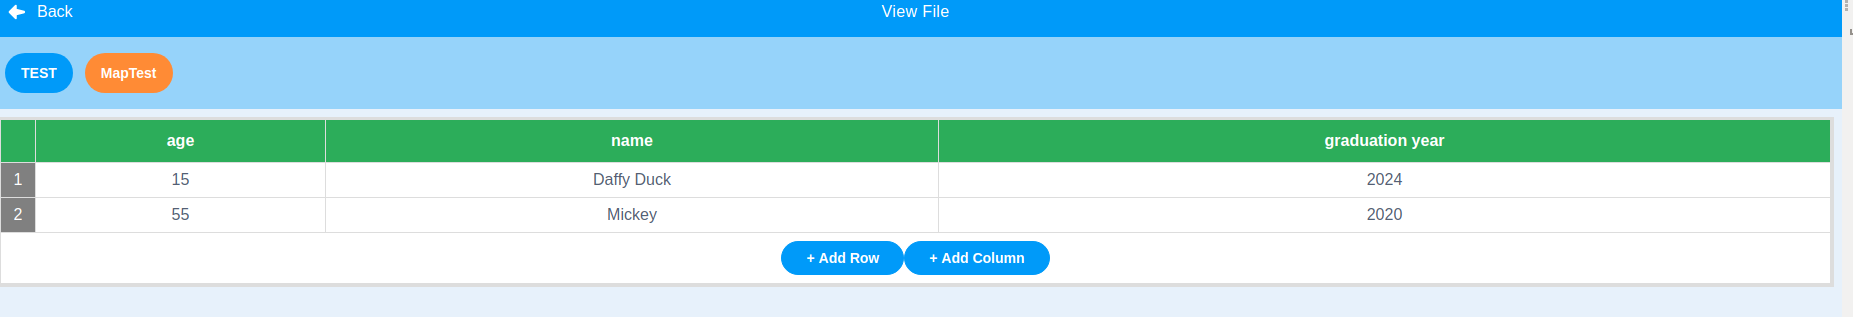 Back View File
TEST MapTest
age name graduation year
1 15 Daffy Duck 2024
2 55 Mickey 2020
+ Add Row + Add Column